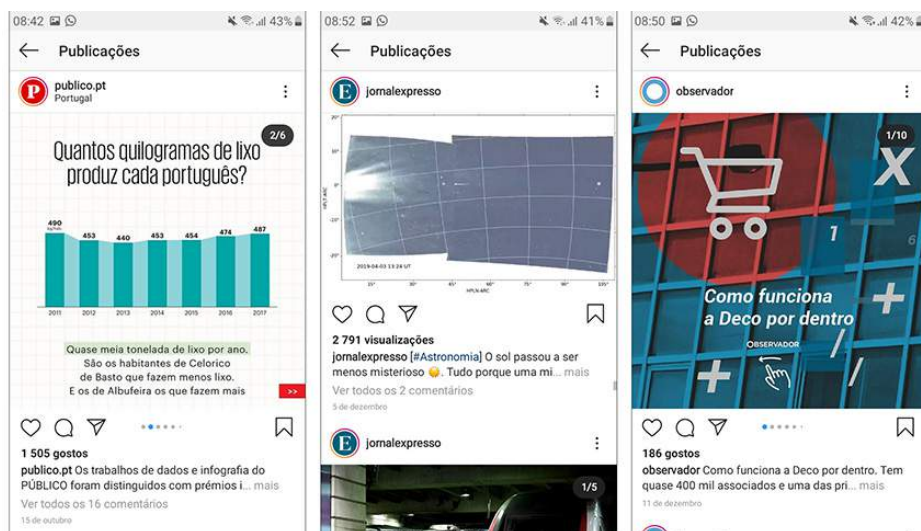 08:42 43%
Publicações
publico.pt
Portugal
2/6
Quantos quilogramas de lixo
produz cada português?
490
453
440
453
454
474
487
2011 2012 2013 2014 2015 2016 2017
Quase meia tonelada de lixo por ano.
São os habitantes de Celorico
de Basto que fazem menos lixo.
E os de Albufeira os que fazem mais
>>
1 505 gostos
publico.pt Os trabalhos de dados e infografia do
PÚBLICO foram distinguidos com prémios i... mais
Ver todos os 16 comentários
15 de outubro
08:52 41%
Publicações
jornalexpresso
2019-04-03 13:24 UT
2 791 visualizações
jornalexpresso [#Astronomia] O sol passou a ser
menos misterioso 😔. Tudo porque uma mi... mais
Ver todos os 2 comentários
5 de dezembro
jornalexpresso
1/5
08:50 42%
Publicações
observador
1/10
X
1
6
Como funciona
a Deco por dentro
OBSERVADOR
186 gostos
observador Como funciona a Deco por dentro. Tem
quase 400 mil associados e uma das pri... mais
11 de dezembro